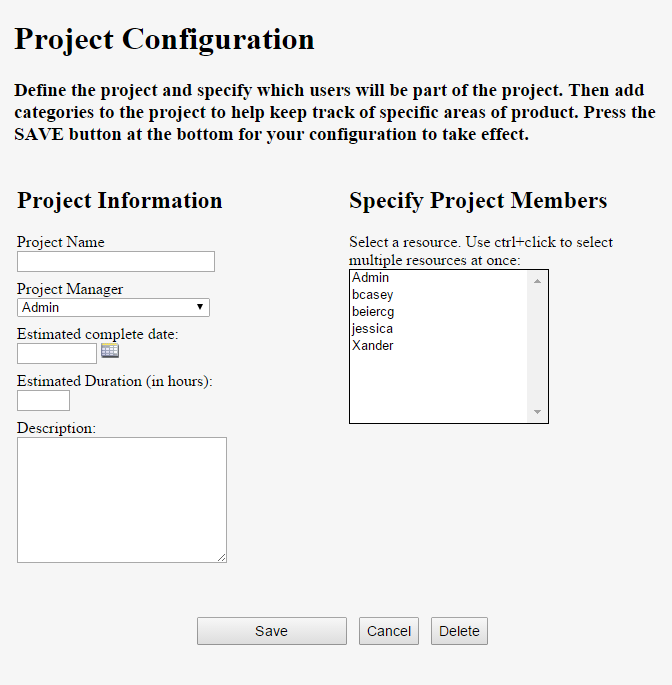 Project Configuration
Define the project and specify which users will be part of the project. Then add
categories to the project to help keep track of specific areas of product. Press the
SAVE button at the bottom for your configuration to take effect.
Project Information
Project Name
Project Manager
Admin
Estimated complete date:
Estimated Duration (in hours):
Description:
Specify Project Members
Select a resource. Use ctrl+click to select
multiple resources at once:
Admin
bcasey
beiercg
jessica
Xander
Save
Cancel
Delete